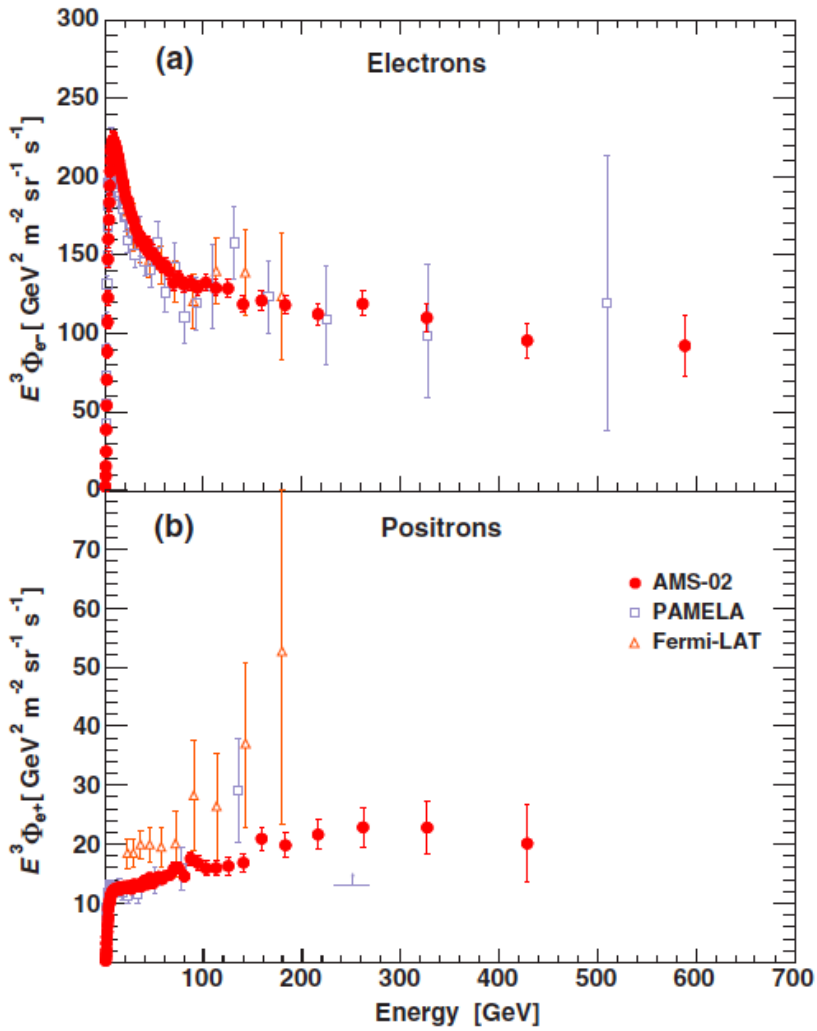 300
(a)
Electrons
250
200
150
100
50
0
E³Φe-[ GeV² m⁻² sr⁻¹ s⁻¹]
(b)
Positrons
70
60
50
40
30
20
10
E³Φe+[ GeV² m⁻² sr⁻¹ s⁻¹]
AMS-02
PAMELA
Fermi-LAT
100 200 300 400 500 600 700
Energy [GeV]